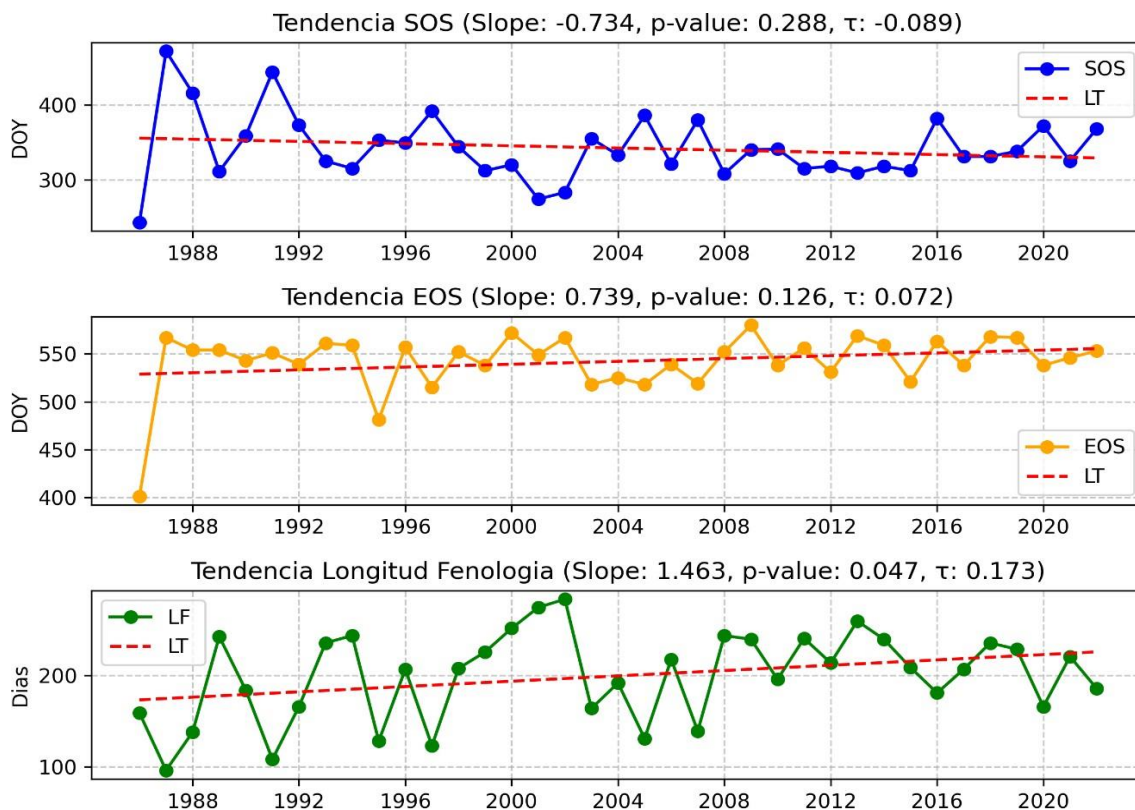 Tendencia SOS (Slope: -0.734, p-value: 0.288, τ: -0.089)
DOY
400
300
SOS
LT
1988 1992 1996 2000 2004 2008 2012 2016 2020
Tendencia EOS (Slope: 0.739, p-value: 0.126, τ: 0.072)
DOY
550
500
450
400
EOS
LT
1988 1992 1996 2000 2004 2008 2012 2016 2020
Tendencia Longitud Fenologia (Slope: 1.463, p-value: 0.047, τ: 0.173)
Dias
200
100
LF
LT
1988 1992 1996 2000 2004 2008 2012 2016 2020